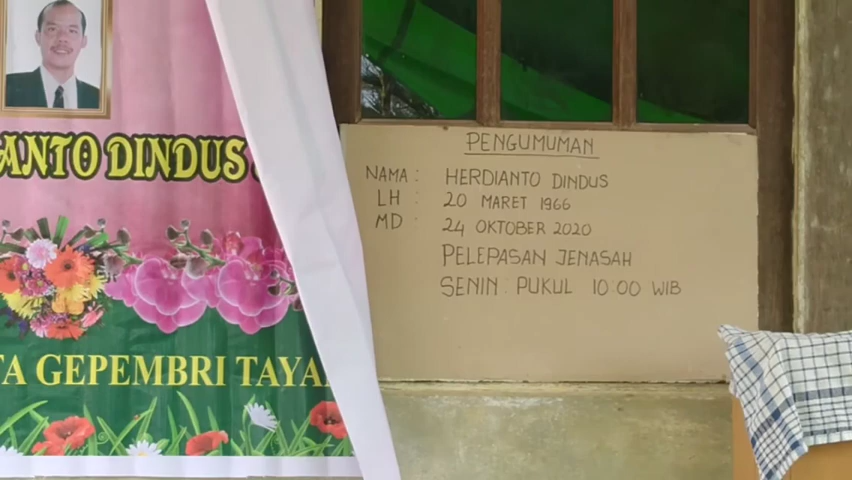 ANTO DINDUS
GEPEMBRI
PENGUMUMAN
NAMA : HERDIANTO DINDUS
LH : 20 MARET 1966
MD : 24 OKTOBER 2020
PELEPASAN JENASAH
SENIN : PUKUL 10:00 WIB